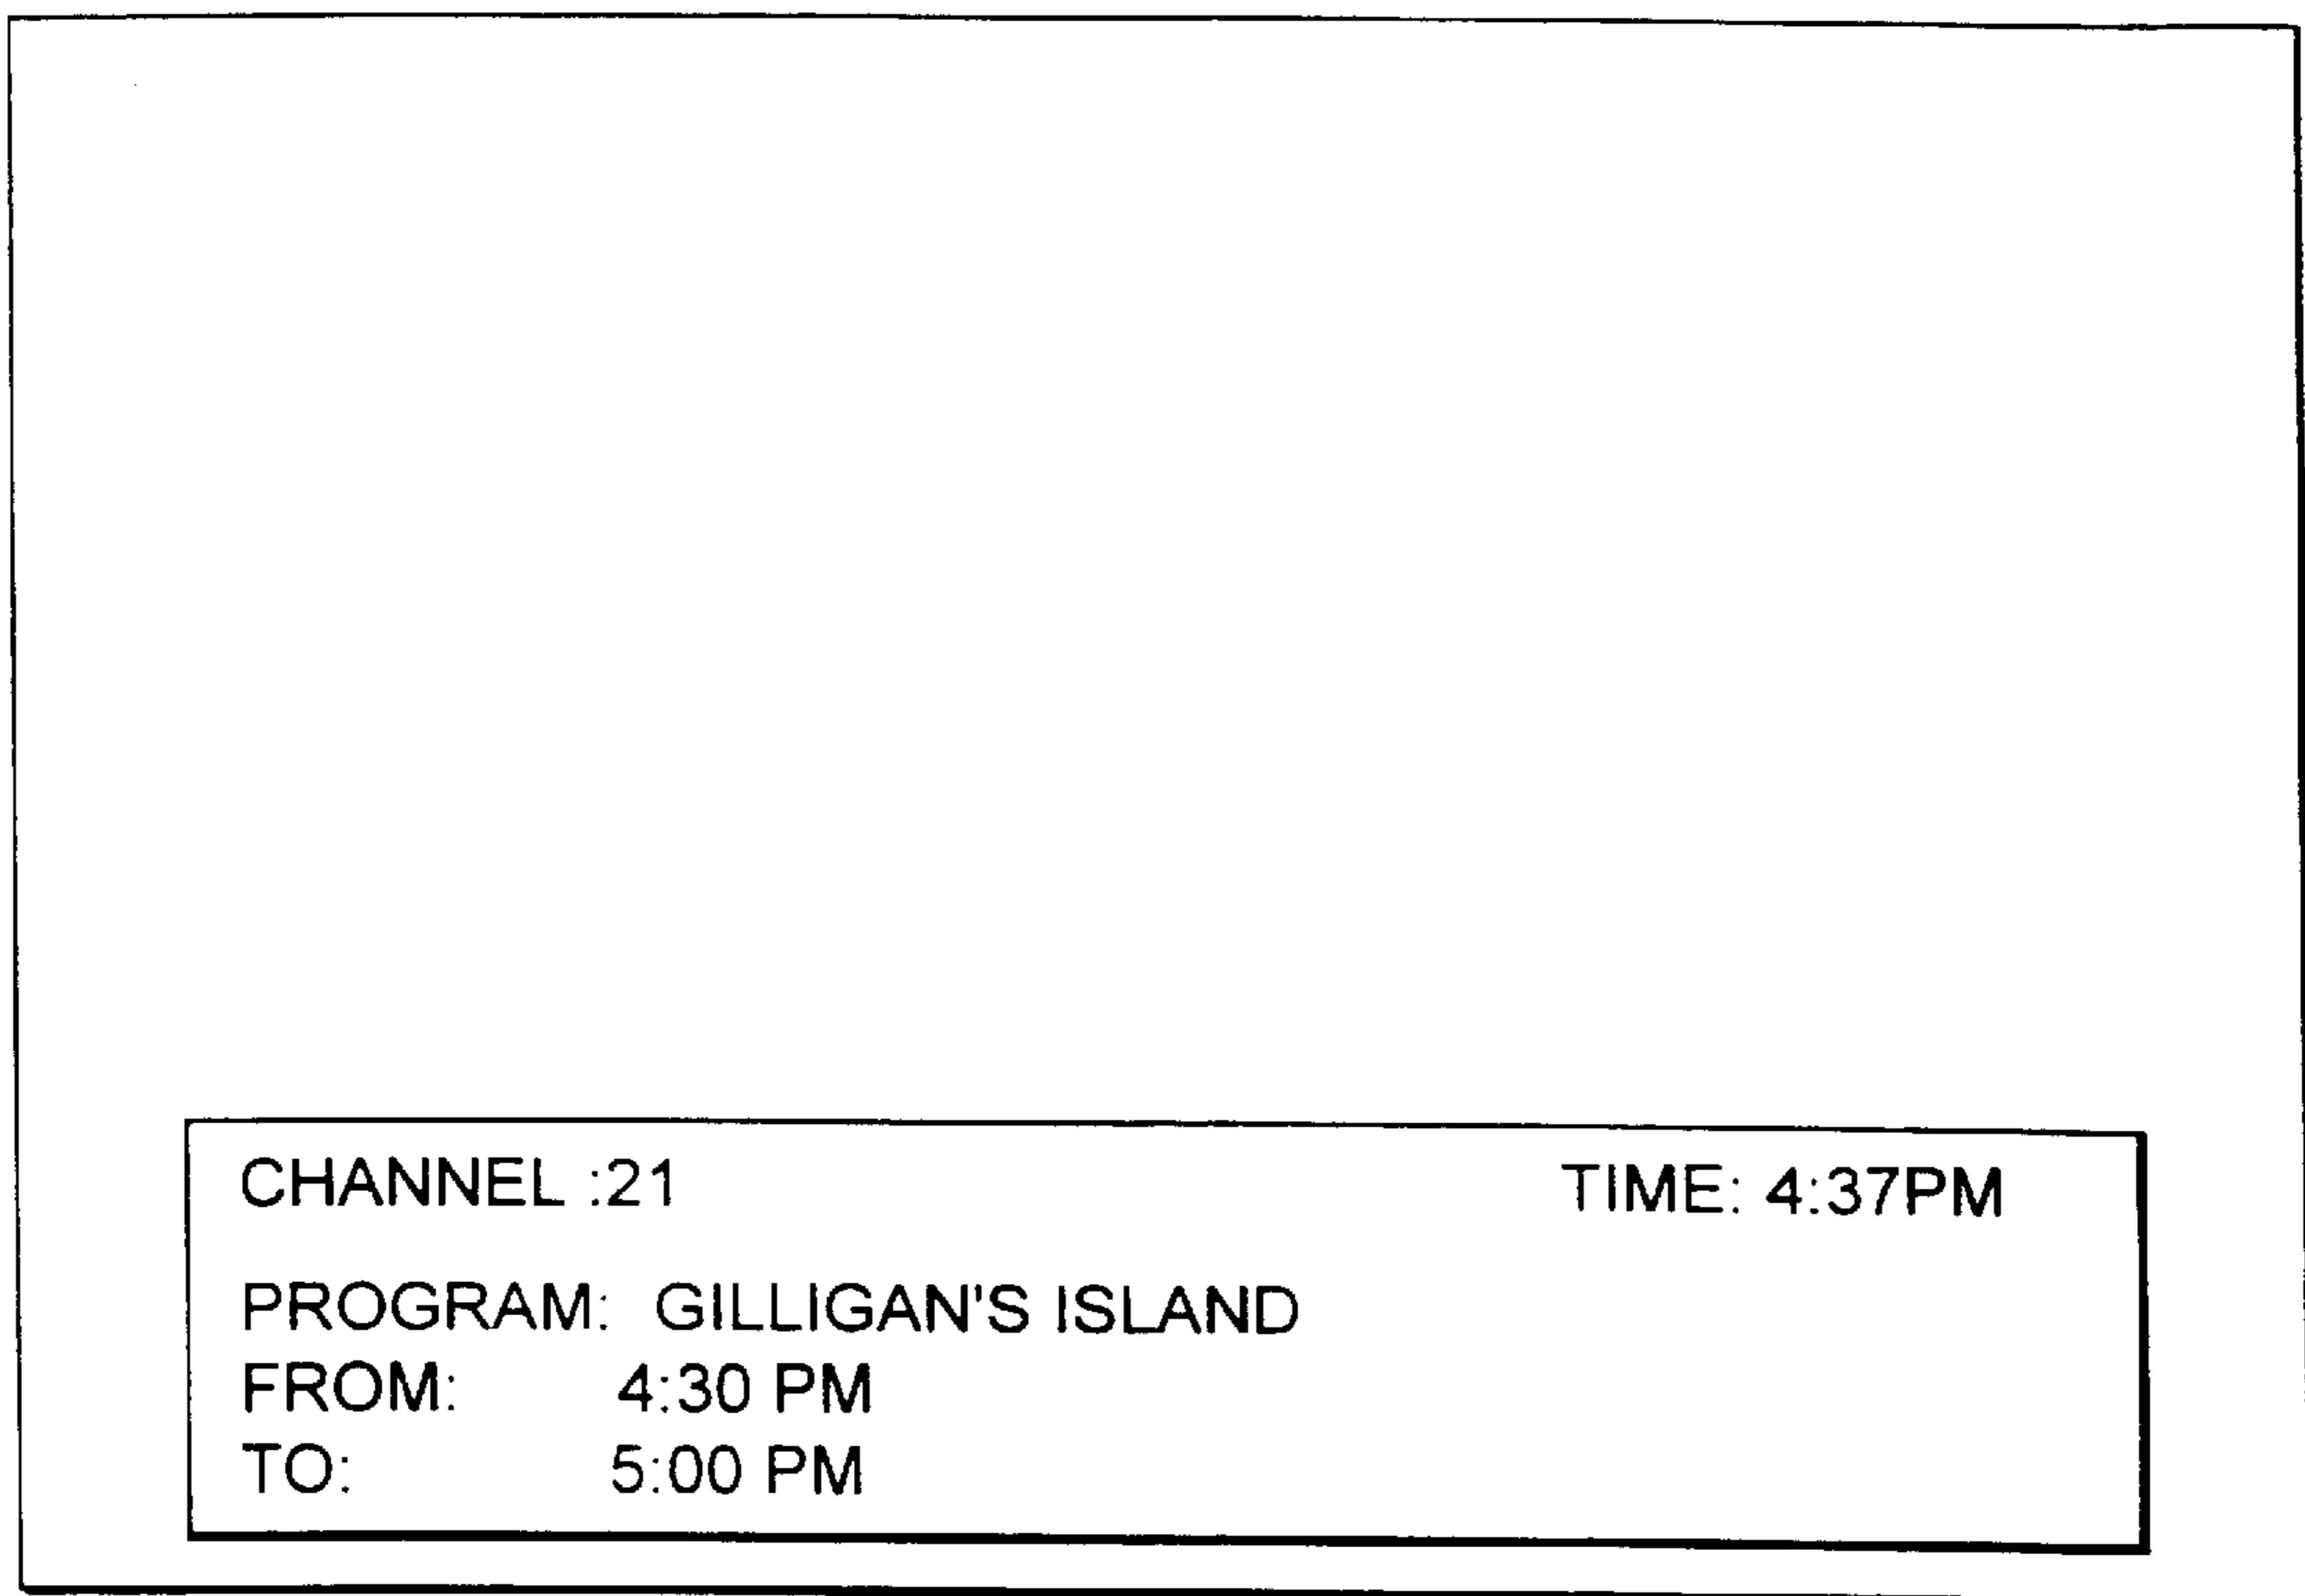 CHANNEL :21 TIME: 4:37PM
PROGRAM: GILLIGAN'S ISLAND
FROM: 4:30 PM
TO: 5:00 PM